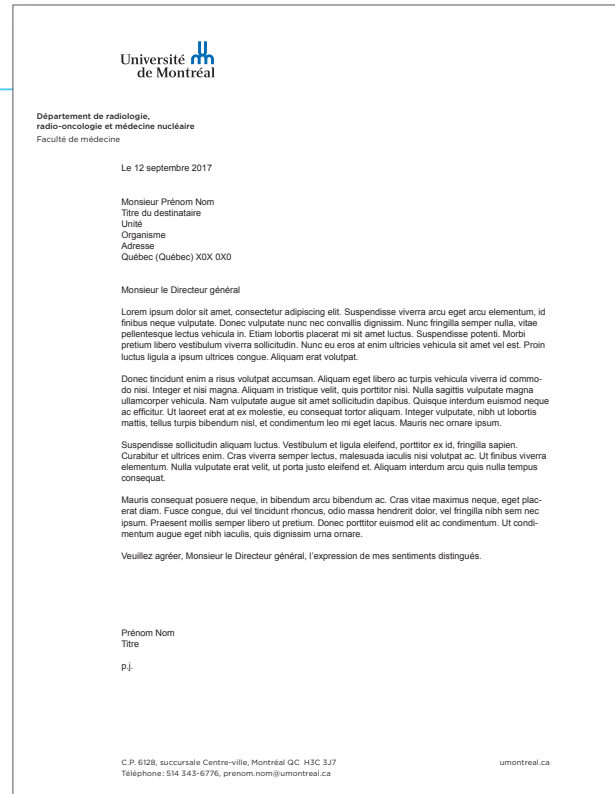 Université
de Montréal
Département de radiologie,
radio-oncologie et médecine nucléaire
Faculté de médecine
Le 12 septembre 2017
Monsieur Prénom Nom
Titre du destinataire
Unité
Organisme
Adresse
Québec (Québec) X0X 0X0
Monsieur le Directeur général
Lorem ipsum dolor sit amet, consectetur adipiscing elit. Suspendisse viverra arcu eget arcu elementum, id
finibus neque vulputate. Donec vulputate nunc nec convallis dignissim. Nunc fringilla semper nulla, vitae
pellentesque lectus vehicula in. Etiam lobortis placerat mi sit amet luctus. Suspendisse potenti. Morbi
pretium libero vestibulum viverra sollicitudin. Nunc eu eros at enim ultricies vehicula sit amet vel est. Proin
luctus ligula a ipsum ultrices congue. Aliquam erat volutpat.
Donec tincidunt enim a risus volutpat accumsan. Aliquam eget libero ac turpis vehicula viverra id commo-
do nisi. Integer et nisi magna. Aliquam in tristique velit, quis porttitor nisi. Nulla sagittis vulputate magna
ullamcorper vehicula. Nam vulputate augue sit amet sollicitudin dapibus. Quisque interdum euismod neque
ac efficitur. Ut laoreet erat at ex molestie, eu consequat tortor aliquam. Integer vulputate, nibh ut lobortis
mattis, tellus turpis bibendum nisl, et condimentum leo mi eget lacus. Mauris nec ornare ipsum.
Suspendisse sollicitudin aliquam luctus. Vestibulum et ligula eleifend, porttitor ex id, fringilla sapien.
Curabitur et ultrices enim. Cras viverra semper lectus, malesuada iaculis nisi volutpat ac. Ut finibus viverra
elementum. Nulla vulputate erat velit, ut porta justo eleifend et. Aliquam interdum arcu quis nulla tempus
consequat.
Mauris consequat posuere neque, in bibendum arcu bibendum ac. Cras vitae maximus neque, eget plac-
erat diam. Fusce congue, dui vel tincidunt rhoncus, odio massa hendrerit dolor, vel fringilla nibh sem nec
ipsum. Praesent mollis semper libero ut pretium. Donec porttitor euismod elit ac condimentum. Ut condi-
mentum augue eget nibh iaculis, quis dignissim urna ornare.
Veuillez agréer, Monsieur le Directeur général, l'expression de mes sentiments distingués.
Prénom Nom
Titre
p.j.
C.P. 6128, succursale Centre-ville, Montréal QC H3C 3J7
umontreal.ca
Téléphone: 514 343-6776, prenom.nom@umontreal.ca